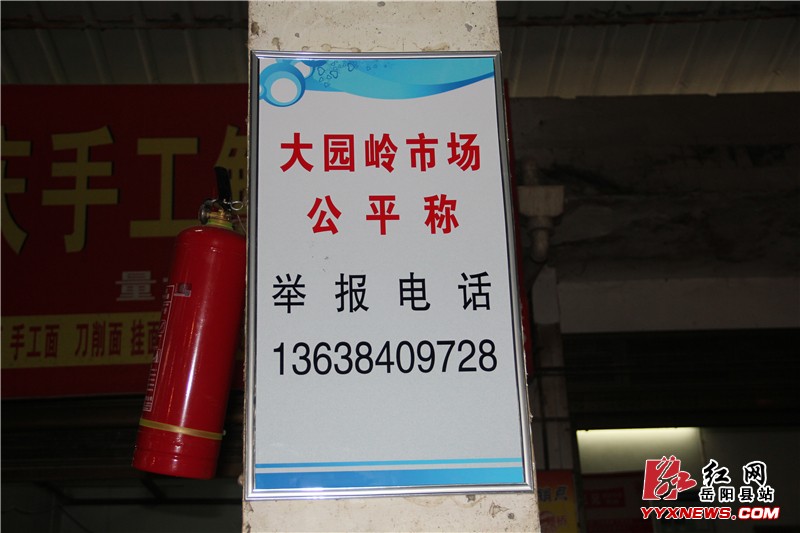 大园岭市场
公平称
举报电话
13638409728
手工
量
手工面 刀削面 挂面
红网
岳阳县站
YYXNEWS.COM